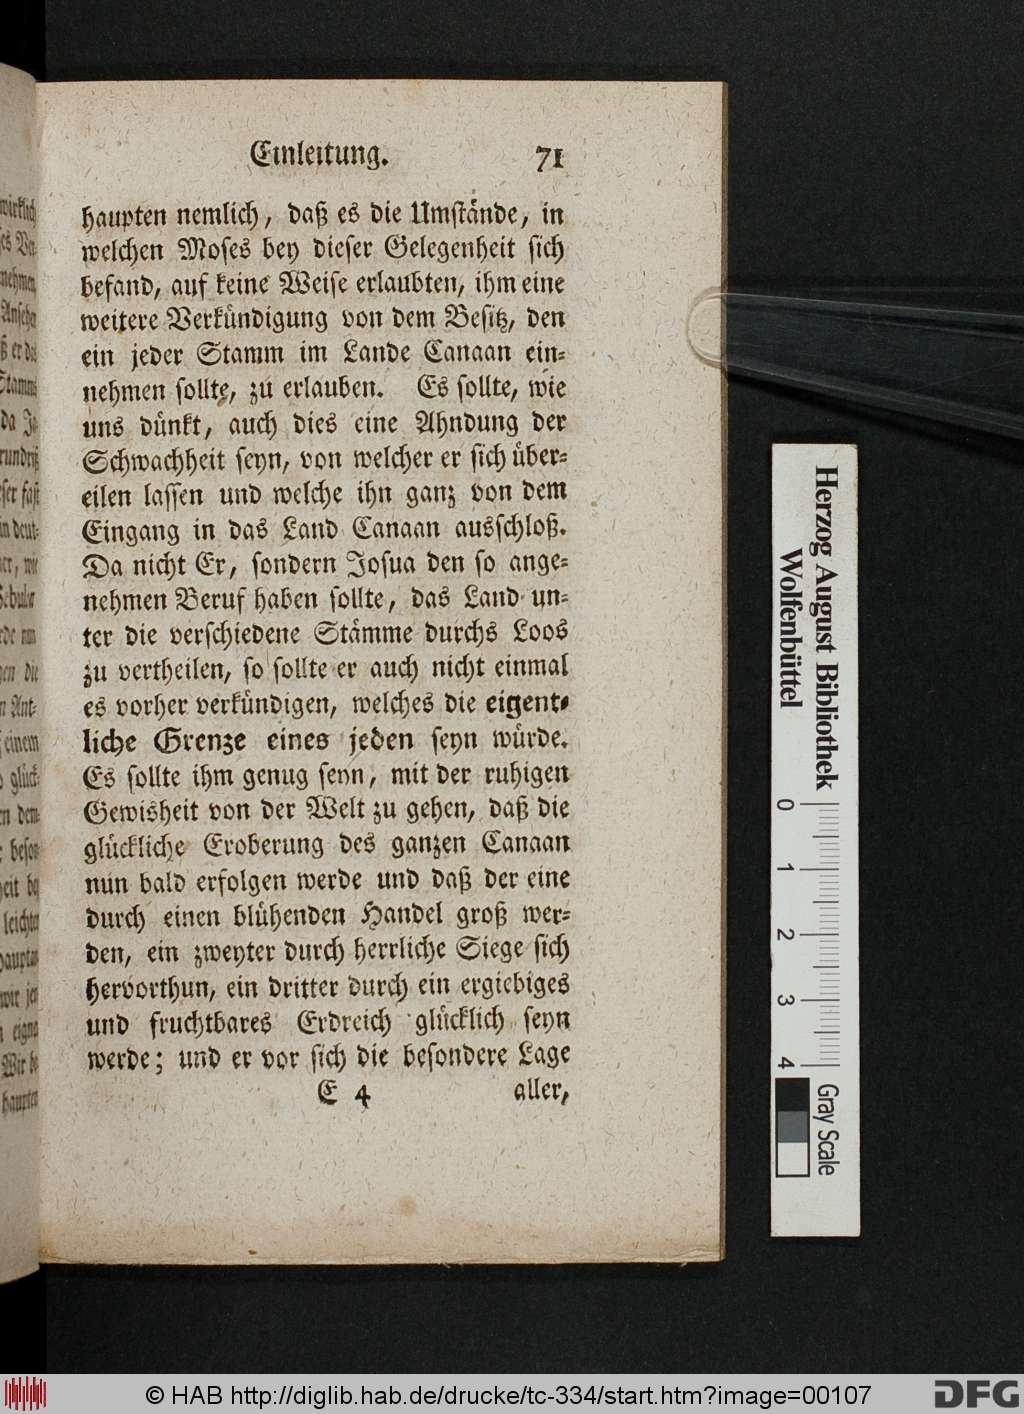 Einleitung. 71
haupten nemlich, daß es die Umstände, in
welchen Moses bey dieser Gelegenheit sich
befand, auf keine Weise erlaubten, ihm eine
weitere Verkündigung von dem Besitz, den
ein jeder Stamm im Lande Canaan ein-
nehmen sollte, zu erlauben. Es sollte, wie
uns dünkt, auch dies eine Ahndung der
Schwachheit seyn, von welcher er sich über-
eilen lassen und welche ihn ganz von dem
Eingang in das Land Canaan ausschloß.
Da nicht Er, sondern Josua den so ange-
nehmen Beruf haben sollte, das Land un-
ter die verschiedene Stämme durchs Loos
zu vertheilen, so sollte er auch nicht einmal
es vorher verkündigen, welches die eigent-
liche Grenze eines jeden seyn würde.
Es sollte ihm genug seyn, mit der ruhigen
Gewisheit von der Welt zu gehen, daß die
glückliche Eroberung des ganzen Canaan
nun bald erfolgen werde und daß der eine
durch einen blühenden Handel groß wer-
den, ein zweyter durch herrliche Siege sich
hervorthun, ein dritter durch ein ergiebiges
und fruchtbares Erdreich glücklich seyn
werde; und er vor sich die besondere Lage
E 4 aller,
Herzog August Bibliothek
Wolfenbüttel
0 1 2 3 4
Gray Scale
© HAB http://diglib.hab.de/drucke/tc-334/start.htm?image=00107
DFG